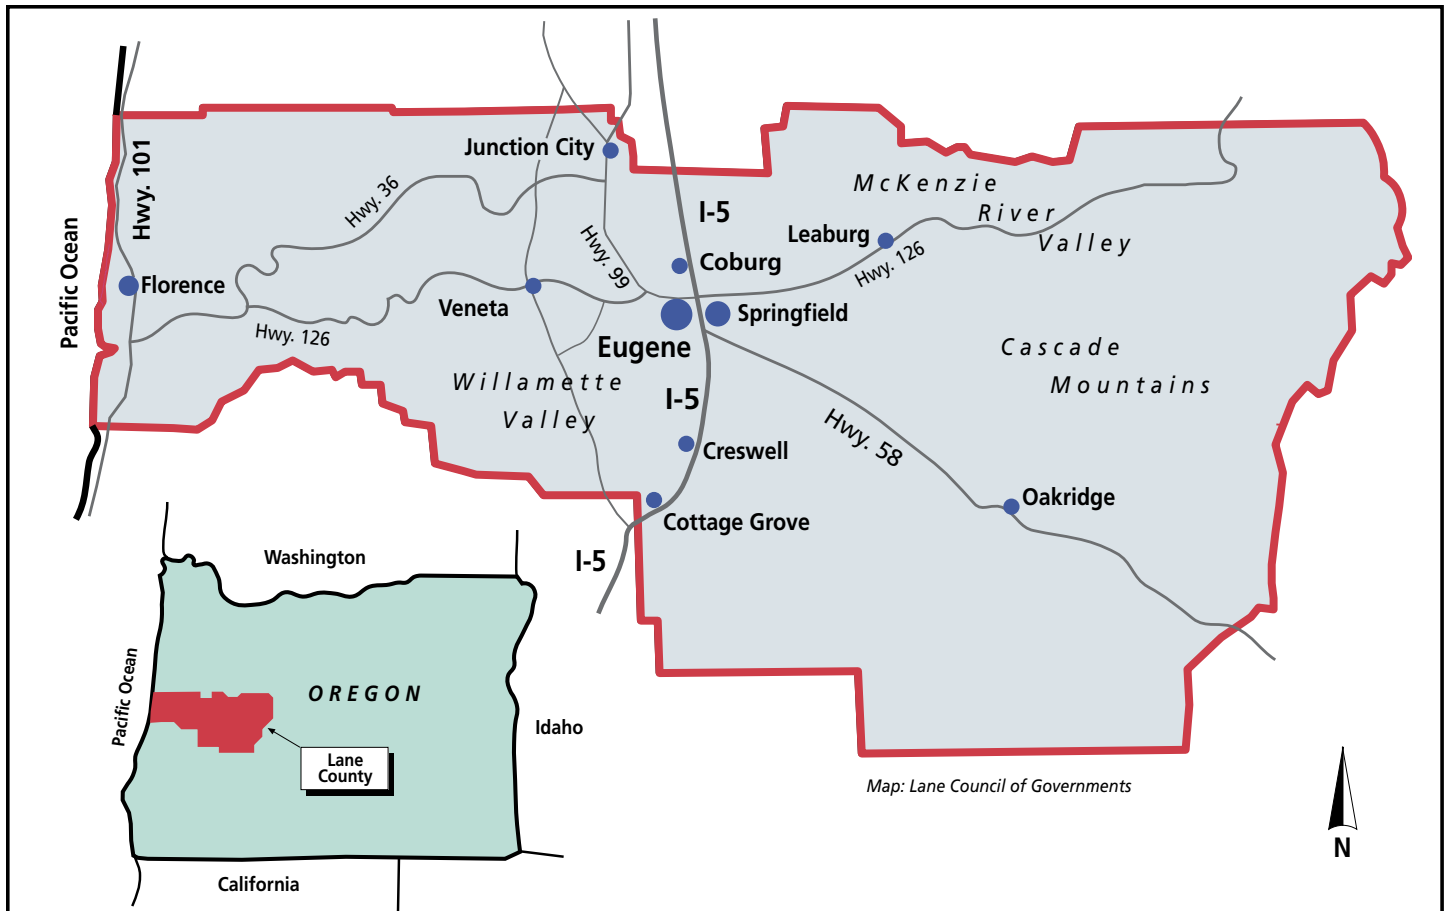 Junction City
Hwy. 101
Hwy. 36
McKenzie
River
Valley
I-5
Leaburg
Pacific Ocean
Hwy. 99
Coburg
Hwy. 126
Florence
Veneta
Springfield
Hwy. 126
Eugene
Cascade
Mountains
Willamette
Valley
I-5
Hwy. 58
Creswell
Oakridge
Cottage Grove
I-5
Washington
Pacific Ocean
OREGON
Idaho
Lane
County
California
Map: Lane Council of Governments
N